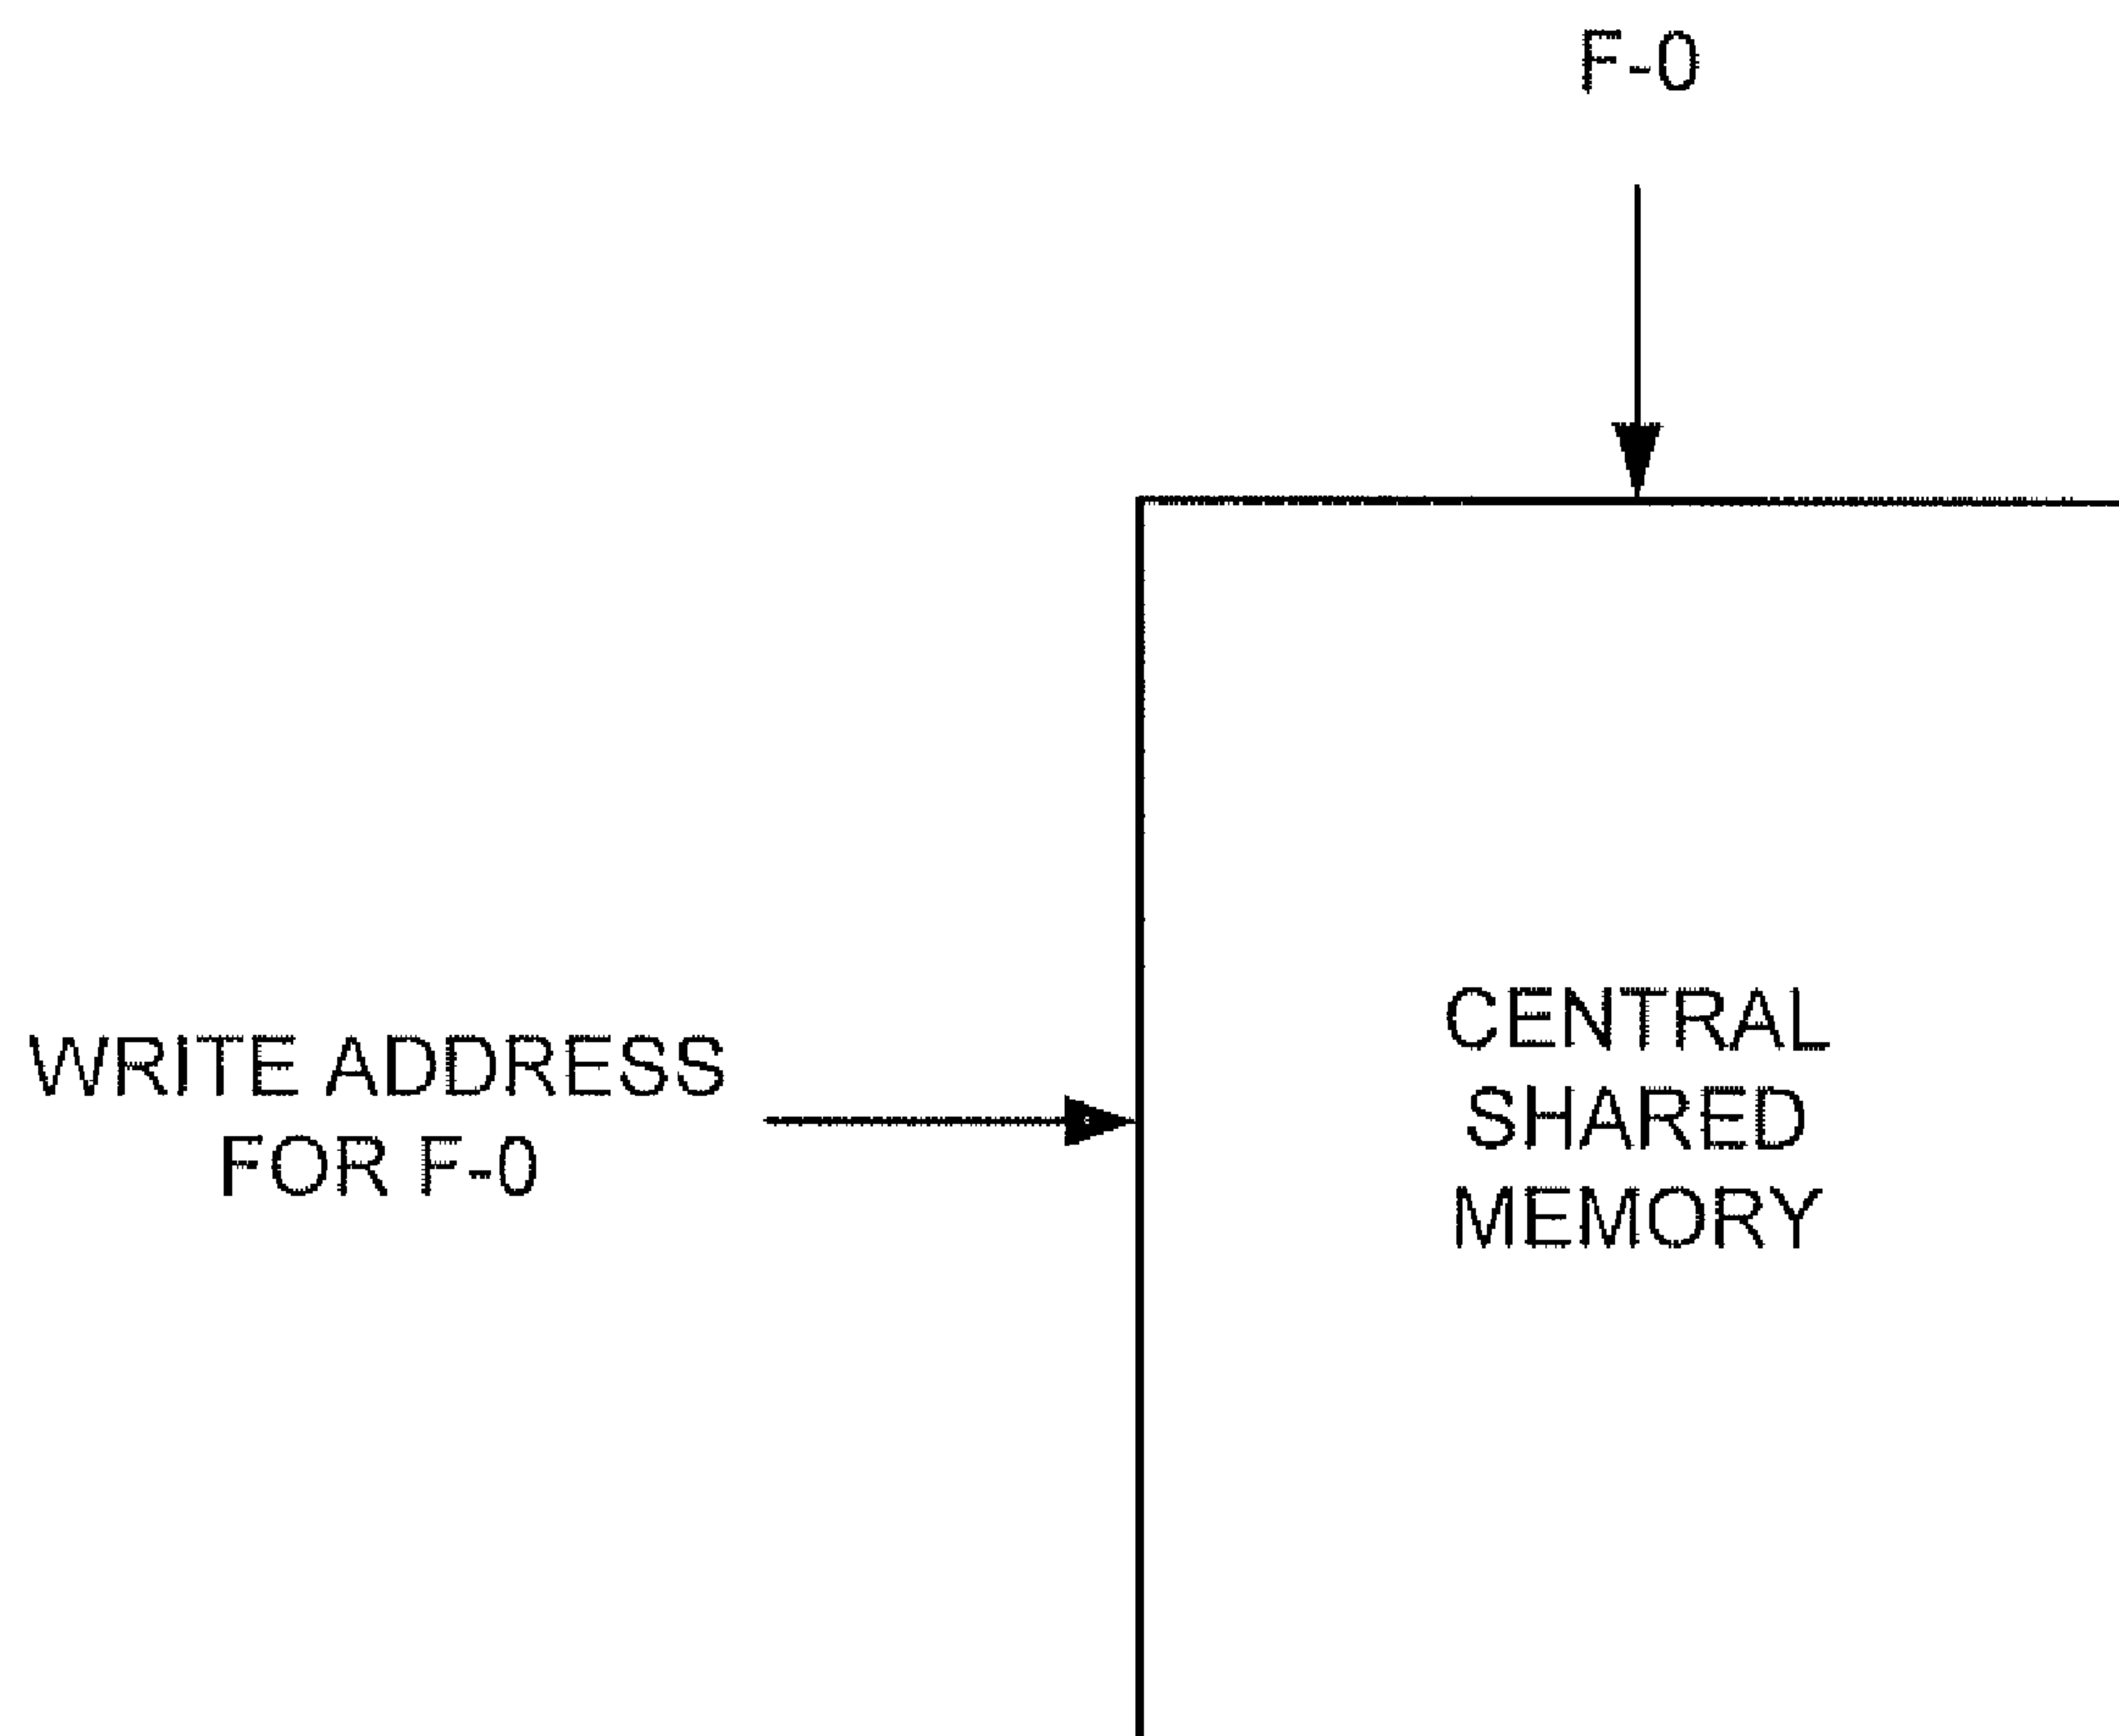 F-0
WRITE ADDRESS
FOR F-0
CENTRAL
SHARED
MEMORY